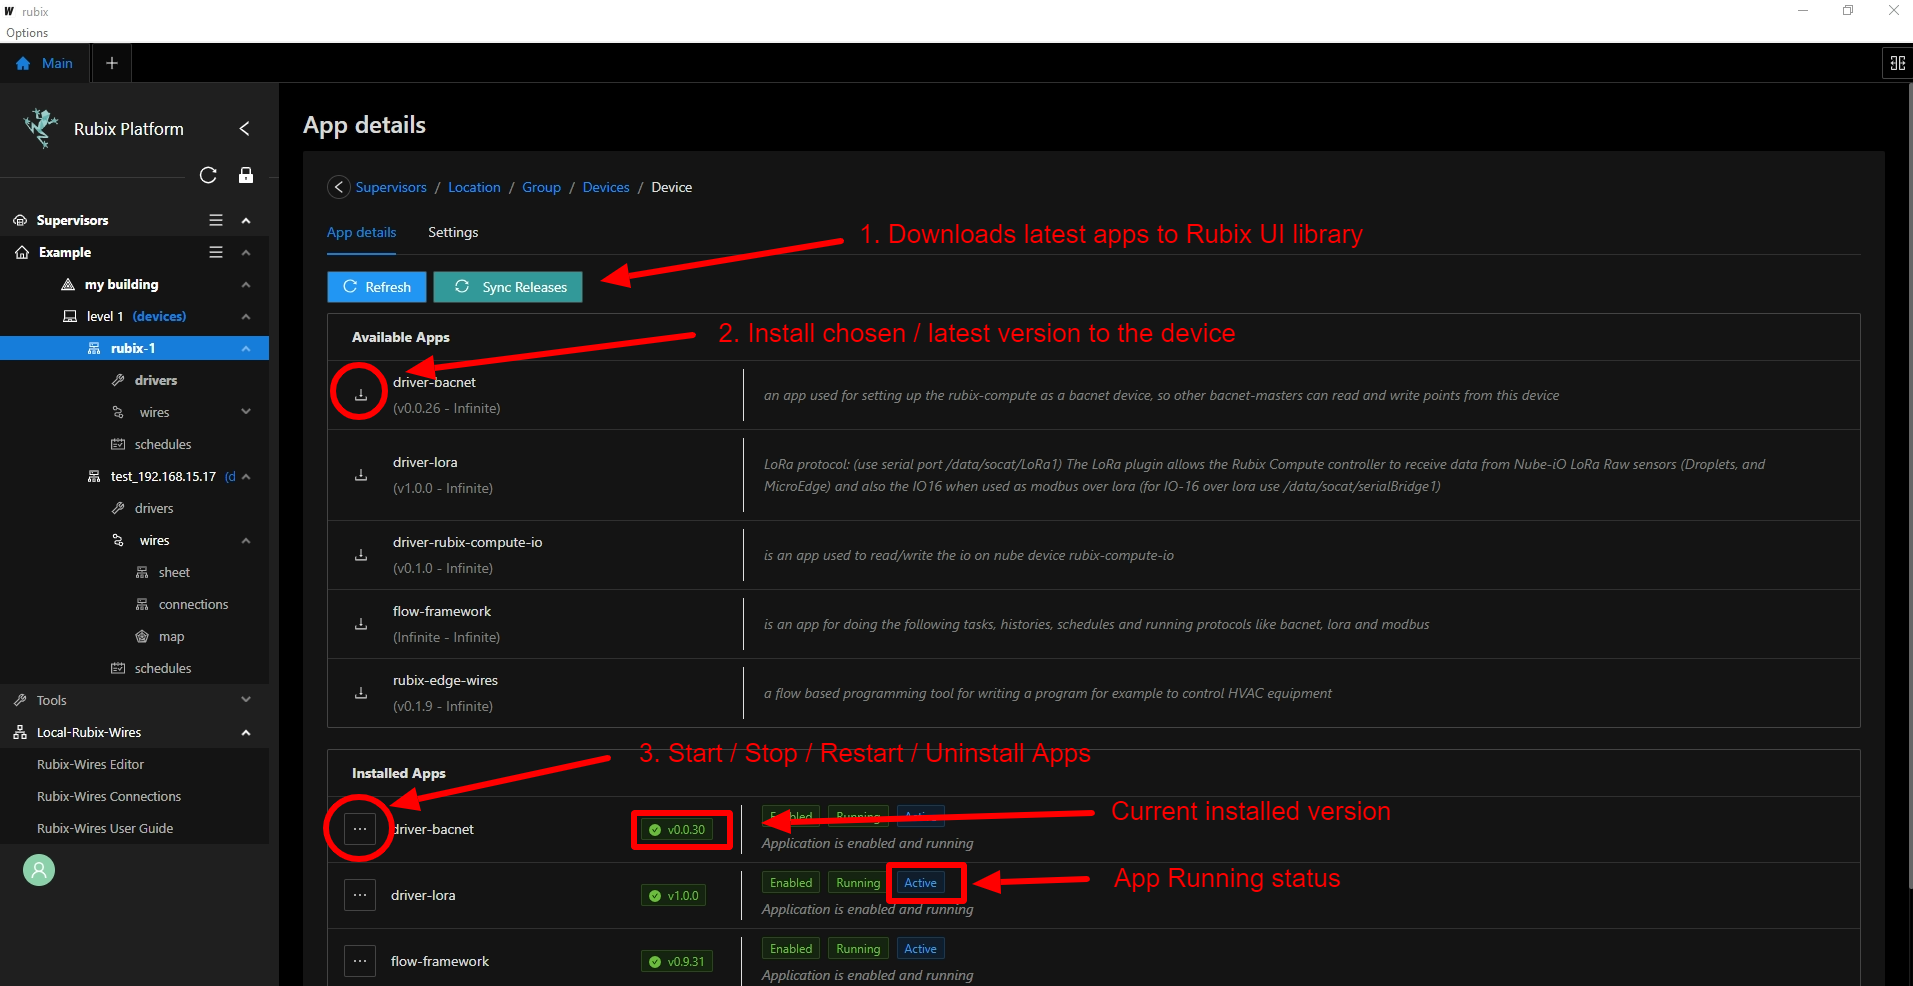 W rubix
Options
Main
+
Rubix Platform
Supervisors
Example
my building
level 1 (devices)
rubix-1
drivers
wires
schedules
test_192.168.15.17 (d
drivers
wires
sheet
connections
map
schedules
Tools
Local-Rubix-Wires
Rubix-Wires Editor
Rubix-Wires Connections
Rubix-Wires User Guide
App details
Supervisors / Location / Group / Devices / Device
App details Settings
1. Downloads latest apps to Rubix UI library
Refresh Sync Releases
Available Apps
2. Install chosen / latest version to the device
driver-bacnet
(v0.0.26 - Infinite)
an app used for setting up the rubix-compute as a bacnet device, so other bacnet-masters can read and write points from this device
driver-lora
(v1.0.0 - Infinite)
LoRa protocol: (use serial port /data/socat/LoRa1) The LoRa plugin allows the Rubix Compute controller to receive data from Nube-iO LoRa Raw sensors (Droplets, and
MicroEdge) and also the IO16 when used as modbus over lora (for IO-16 over lora use /data/socat/serialBridge1)
driver-rubix-compute-io
(v0.1.0 - Infinite)
is an app used to read/write the io on nube device rubix-compute-io
flow-framework
(Infinite - Infinite)
is an app for doing the following tasks, histories, schedules and running protocols like bacnet, lora and modbus
rubix-edge-wires
(v0.1.9 - Infinite)
a flow based programming tool for writing a program for example to control HVAC equipment
3. Start / Stop / Restart / Uninstall Apps
Installed Apps
driver-bacnet
v0.0.30
Enabled Running Active
Application is enabled and running
Current installed version
driver-lora
v1.0.0
Enabled Running Active
Application is enabled and running
App Running status
flow-framework
v0.9.31
Enabled Running Active
Application is enabled and running